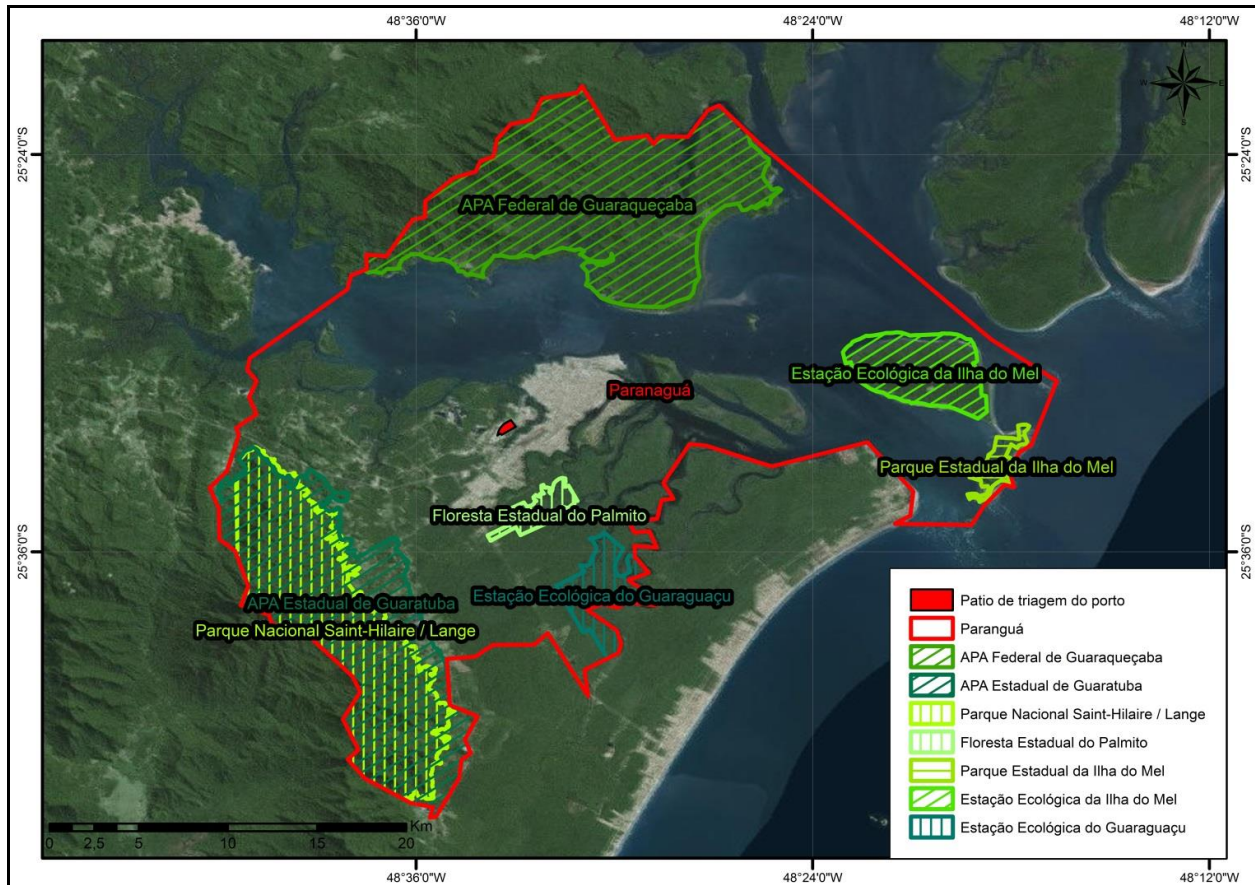 48°36'0"W
48°24'0"W
48°12'0"W
N
W
E
S
25°24'0"S
25°24'0"S
APA Federal de Guaraqueçaba
Estação Ecológica da Ilha do Mel
Paranaguá
Parque Estadual da Ilha do Mel
Floresta Estadual do Palmito
25°36'0"S
25°36'0"S
APA Estadual de Guaratuba
Estação Ecológica do Guaraguaçu
Parque Nacional Saint-Hilaire / Lange
Patio de triagem do porto
Paranguá
APA Federal de Guaraqueçaba
APA Estadual de Guaratuba
Parque Nacional Saint-Hilaire / Lange
Floresta Estadual do Palmito
Parque Estadual da Ilha do Mel
Estação Ecológica da Ilha do Mel
Estação Ecológica do Guaraguaçu
Km
0 2,5 5 10 15 20
48°36'0"W
48°24'0"W
48°12'0"W